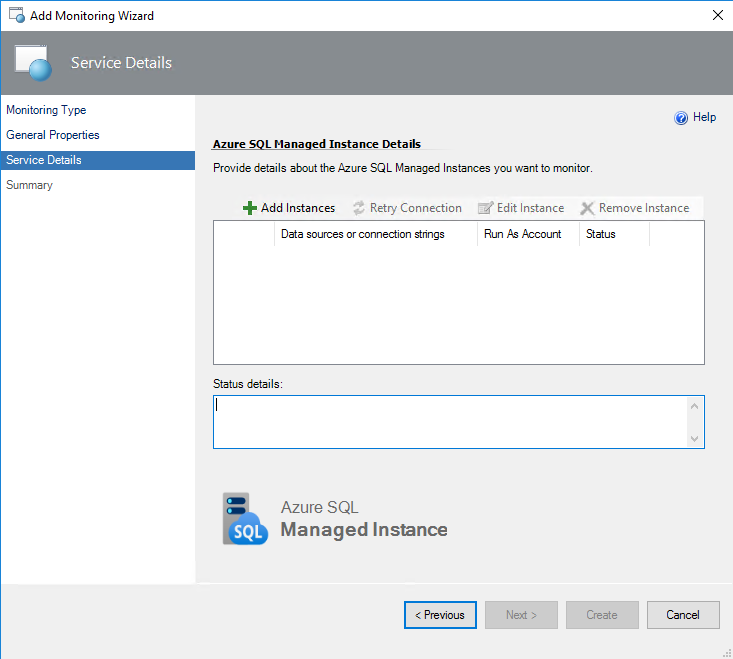 Add Monitoring Wizard
Service Details
Monitoring Type
General Properties
Service Details
Summary
Help
Azure SQL Managed Instance Details
Provide details about the Azure SQL Managed Instances you want to monitor.
Add Instances Retry Connection Edit Instance Remove Instance
Data sources or connection strings Run As Account Status
Status details:
SQL
Azure SQL
Managed Instance
< Previous Next > Create Cancel